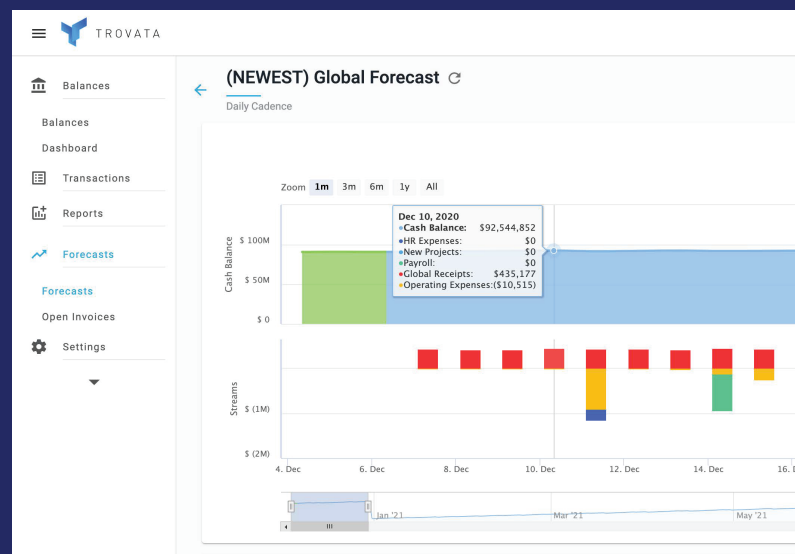 TROVATA
Balances
Balances
Dashboard
Transactions
Reports
Forecasts
Forecasts
Open Invoices
Settings
(NEWEST) Global Forecast
Daily Cadence
Zoom 1m 3m 6m 1y All
Dec 10, 2020
Cash Balance: $92,544,852
HR Expenses: $0
New Projects: $0
Payroll: $0
Global Receipts: $435,177
Operating Expenses:($10,515)
Cash Balance
$ 100M
$ 50M
$ 0
Streams
$ (1M)
$ (2M)
4. Dec 6. Dec 8. Dec 10. Dec 12. Dec 14. Dec 16.
Jan '21 Mar '21 May '21